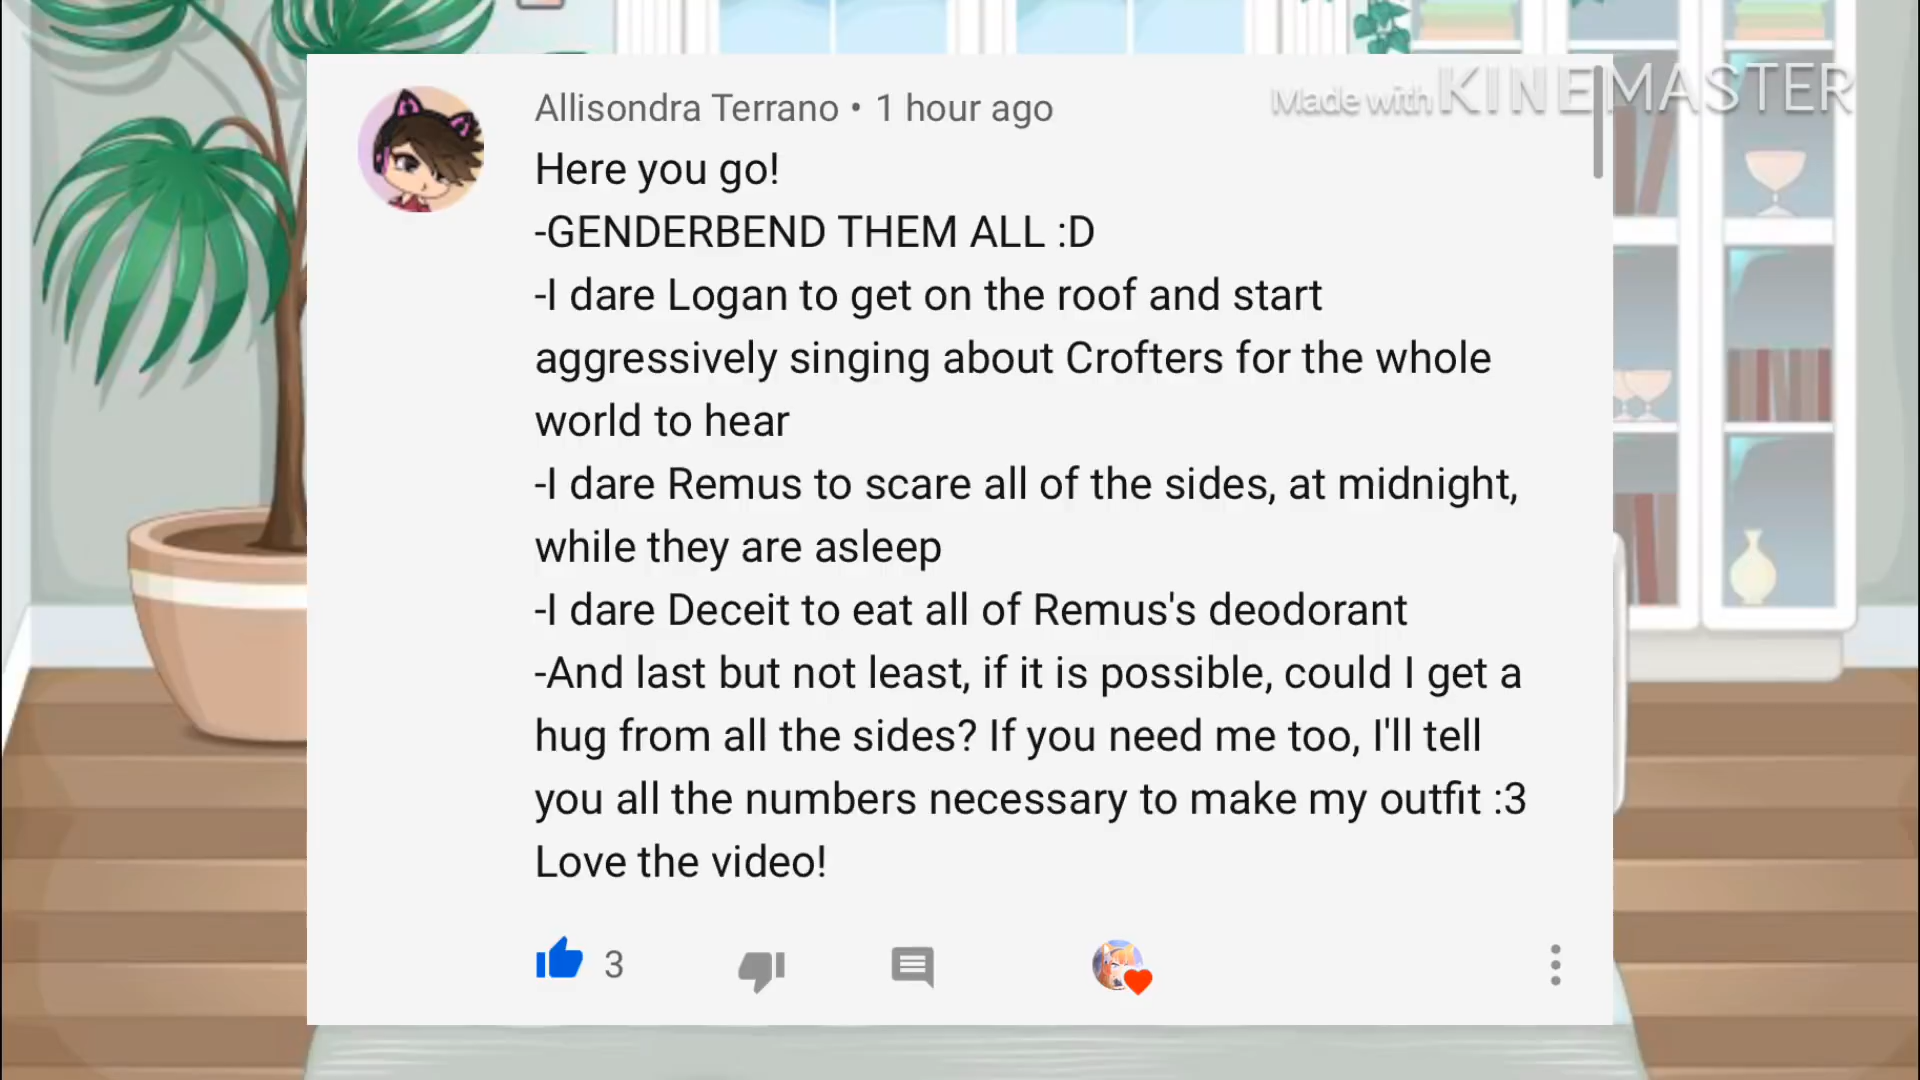 Allisondra Terrano • 1 hour ago
Made with KINEMASTER
Here you go!
-GENDERBEND THEM ALL :D
-I dare Logan to get on the roof and start
aggressively singing about Crofters for the whole
world to hear
-I dare Remus to scare all of the sides, at midnight,
while they are asleep
-I dare Deceit to eat all of Remus's deodorant
-And last but not least, if it is possible, could I get a
hug from all the sides? If you need me too, I'll tell
you all the numbers necessary to make my outfit :3
Love the video!
3